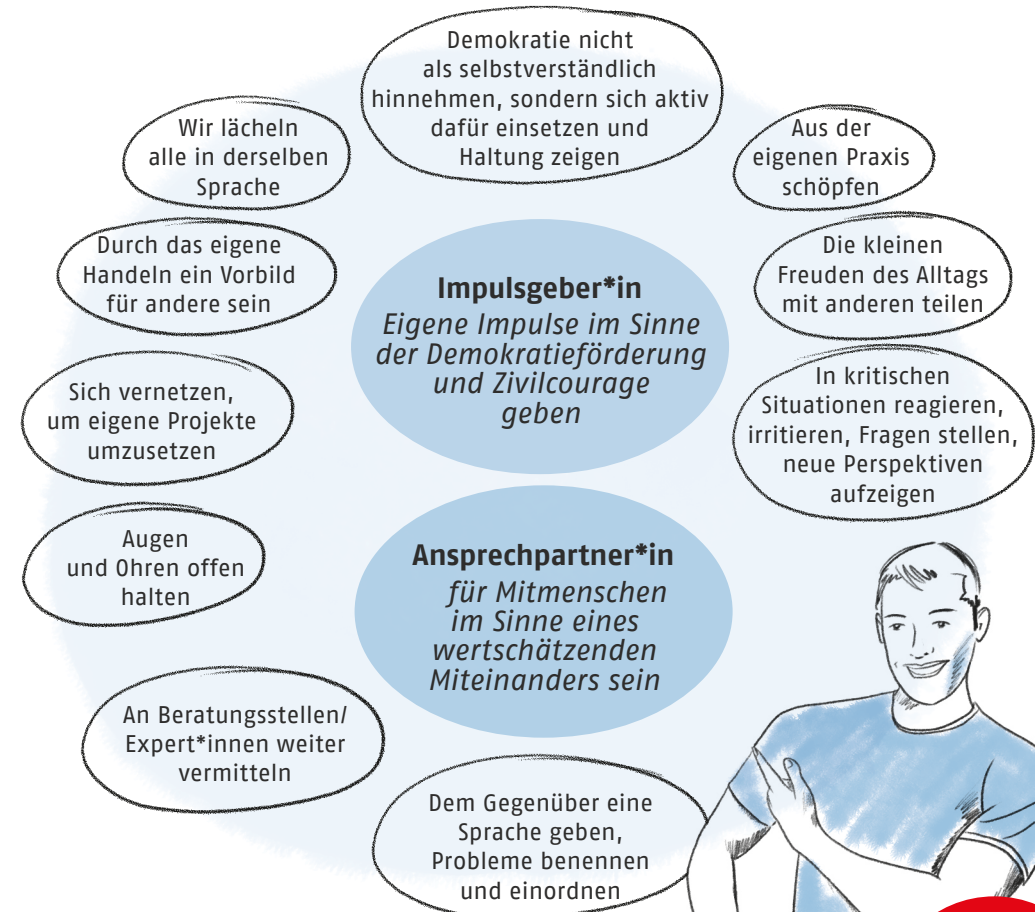 Demokratie nicht
als selbstverständlich
hinnehmen, sondern sich aktiv
dafür einsetzen und
Haltung zeigen
Wir lächeln
alle in derselben
Sprache
Aus der
eigenen Praxis
schöpfen
Durch das eigene
Handeln ein Vorbild
für andere sein
Die kleinen
Freuden des Alltags
mit anderen teilen
Impulsgeber*in
Eigene Impulse im Sinne
der Demokratieförderung
und Zivilcourage
geben
Sich vernetzen,
um eigene Projekte
umzusetzen
In kritischen
Situationen reagieren,
irritieren, Fragen stellen,
neue Perspektiven
aufzeigen
Augen
und Ohren offen
halten
Ansprechpartner*in
für Mitmenschen
im Sinne eines
wertschätzenden
Miteinanders sein
An Beratungsstellen/
Expert*innen weiter
vermitteln
Dem Gegenüber eine
Sprache geben,
Probleme benennen
und einordnen